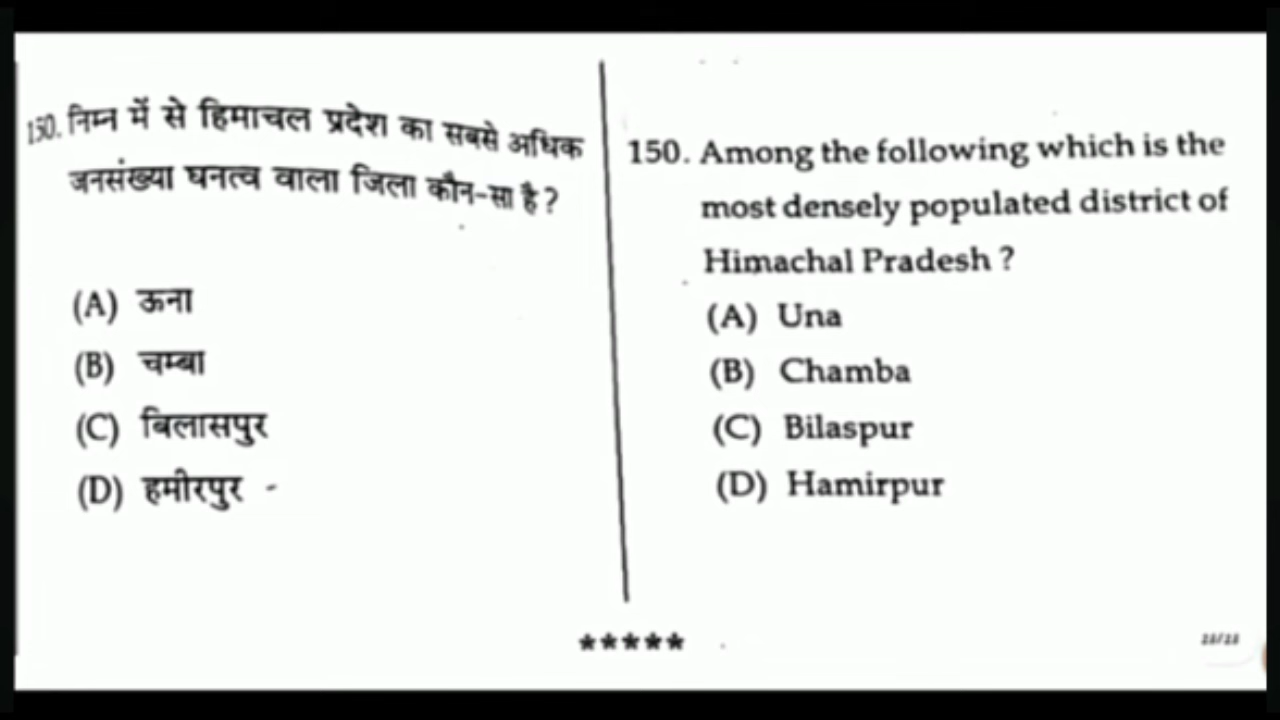 150. निम्न में से हिमाचल प्रदेश का सबसे अधिक
जनसंख्या घनत्व वाला जिला कौन-सा है ?
(A) ऊना
(B) चम्बा
(C) बिलासपुर
(D) हमीरपुर -
150. Among the following which is the
most densely populated district of
Himachal Pradesh ?
(A) Una
(B) Chamba
(C) Bilaspur
(D) Hamirpur
*****